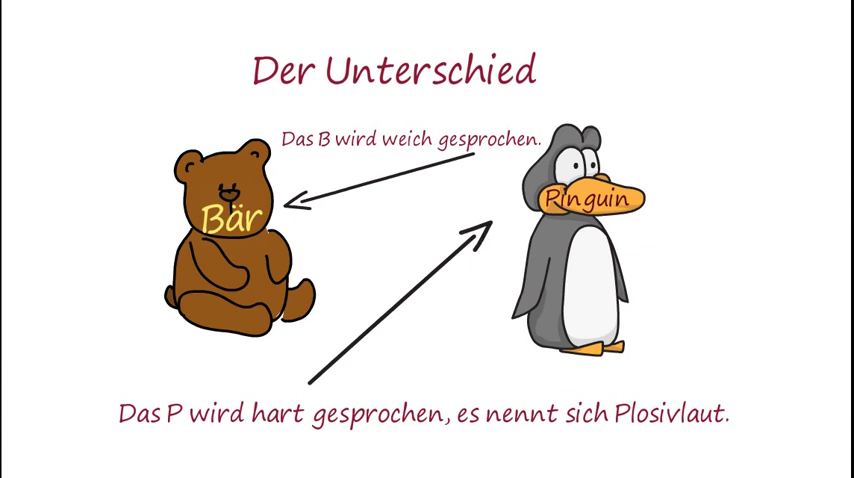 Der Unterschied
Das B wird weich gesprochen.
Pinguin
Bär
Das P wird hart gesprochen, es nennt sich Plosivlaut.